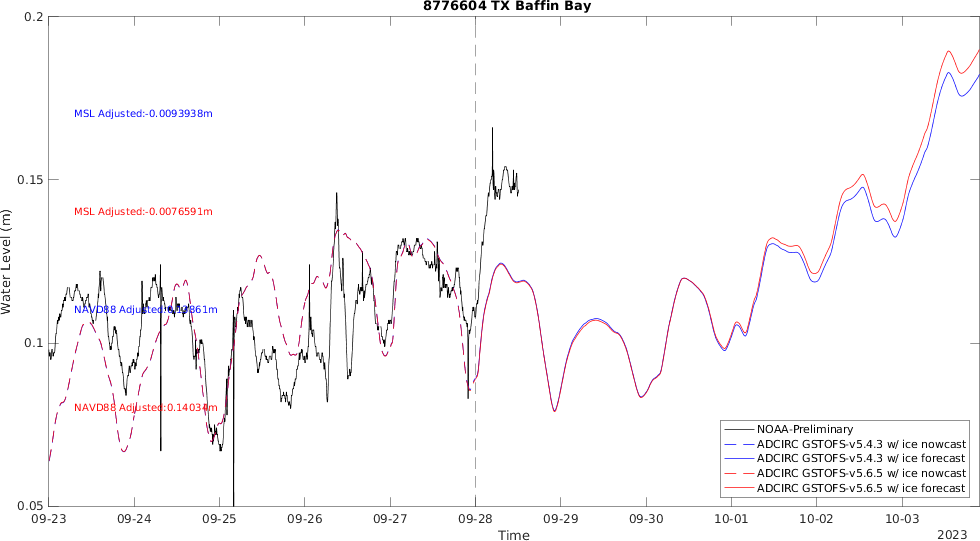 8776604 TX Baffin Bay
Water Level (m)
0.2
0.15
0.1
0.05
MSL Adjusted:-0.0093938m
MSL Adjusted:-0.0076591m
NAVD88 Adjusted:
NAVD88 Adjusted:0.14034m
NOAA-Preliminary
ADCIRC GSTOFS-v5.4.3 w/ ice nowcast
ADCIRC GSTOFS-v5.4.3 w/ ice forecast
ADCIRC GSTOFS-v5.6.5 w/ ice nowcast
ADCIRC GSTOFS-v5.6.5 w/ ice forecast
09-23 09-24 09-25 09-26 09-27 09-28 09-29 09-30 10-01 10-02 10-03
Time
2023